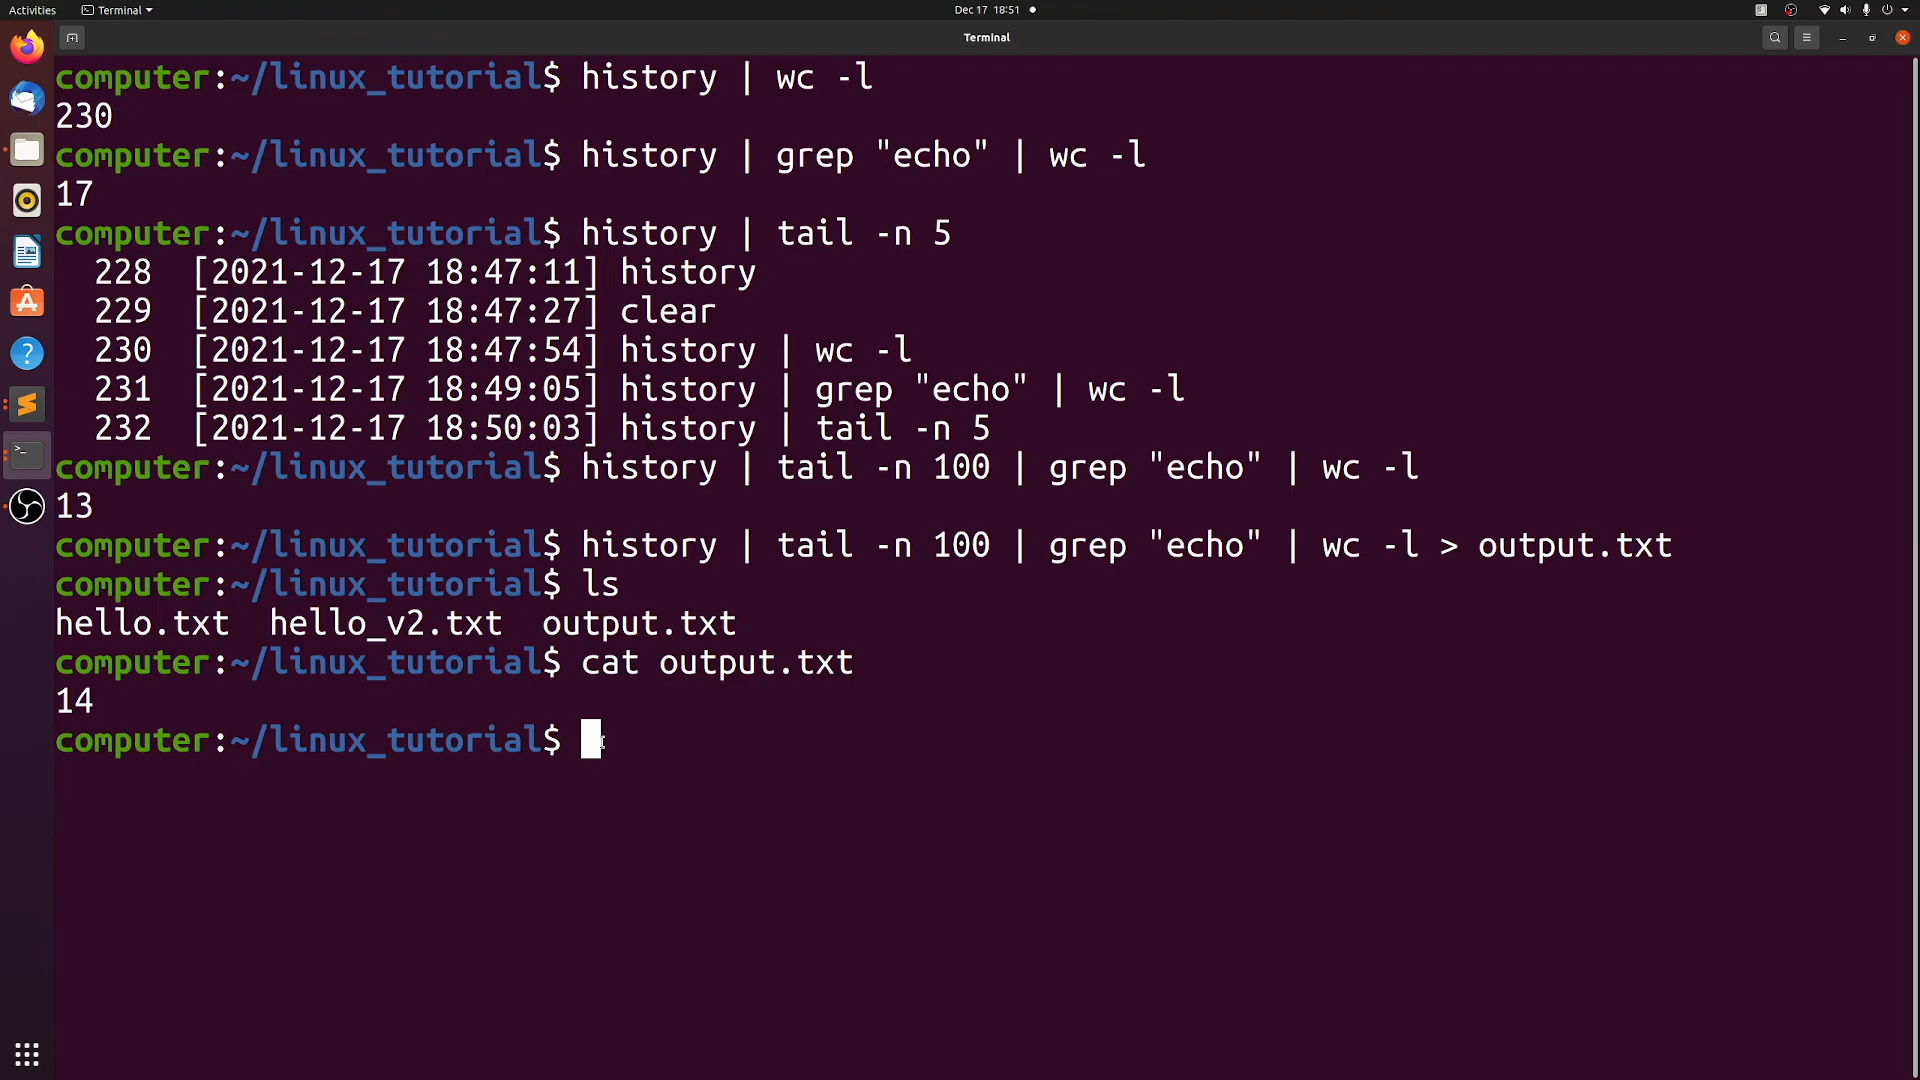 Activities Terminal Dec 17 18:51
Terminal
computer:~/linux_tutorial$ history | wc -l
230
computer:~/linux_tutorial$ history | grep "echo" | wc -l
17
computer:~/linux_tutorial$ history | tail -n 5
228 [2021-12-17 18:47:11] history
229 [2021-12-17 18:47:27] clear
230 [2021-12-17 18:47:54] history | wc -l
231 [2021-12-17 18:49:05] history | grep "echo" | wc -l
232 [2021-12-17 18:50:03] history | tail -n 5
computer:~/linux_tutorial$ history | tail -n 100 | grep "echo" | wc -l
13
computer:~/linux_tutorial$ history | tail -n 100 | grep "echo" | wc -l > output.txt
computer:~/linux_tutorial$ ls
hello.txt hello_v2.txt output.txt
computer:~/linux_tutorial$ cat output.txt
14
computer:~/linux_tutorial$